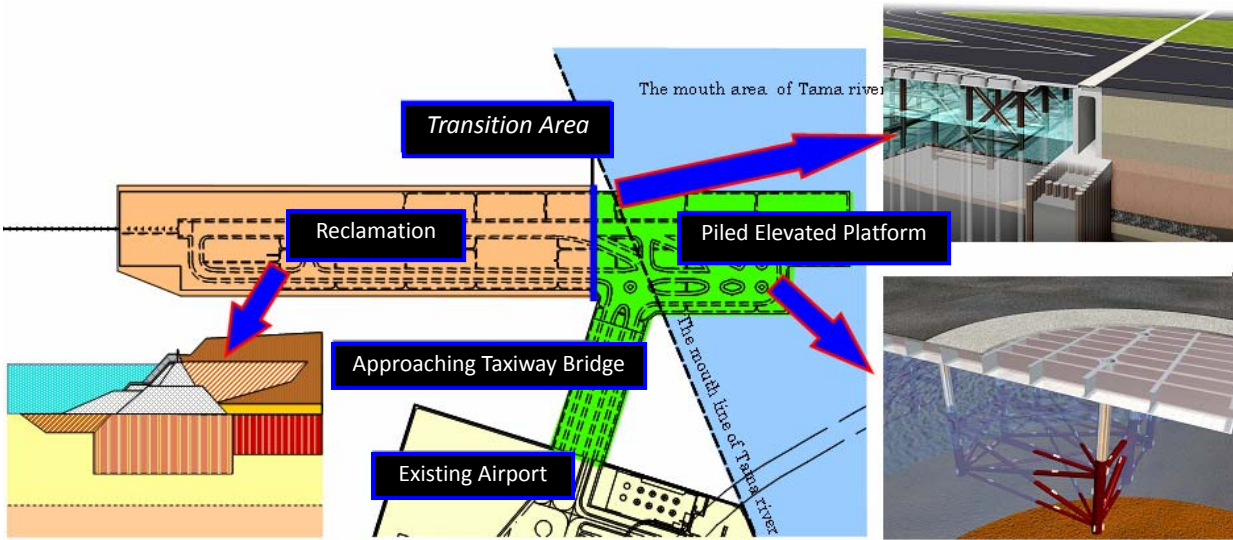 The mouth area of Tama river
Transition Area
Reclamation
Piled Elevated Platform
Approaching Taxiway Bridge
The mouth line of Tama river
Existing Airport